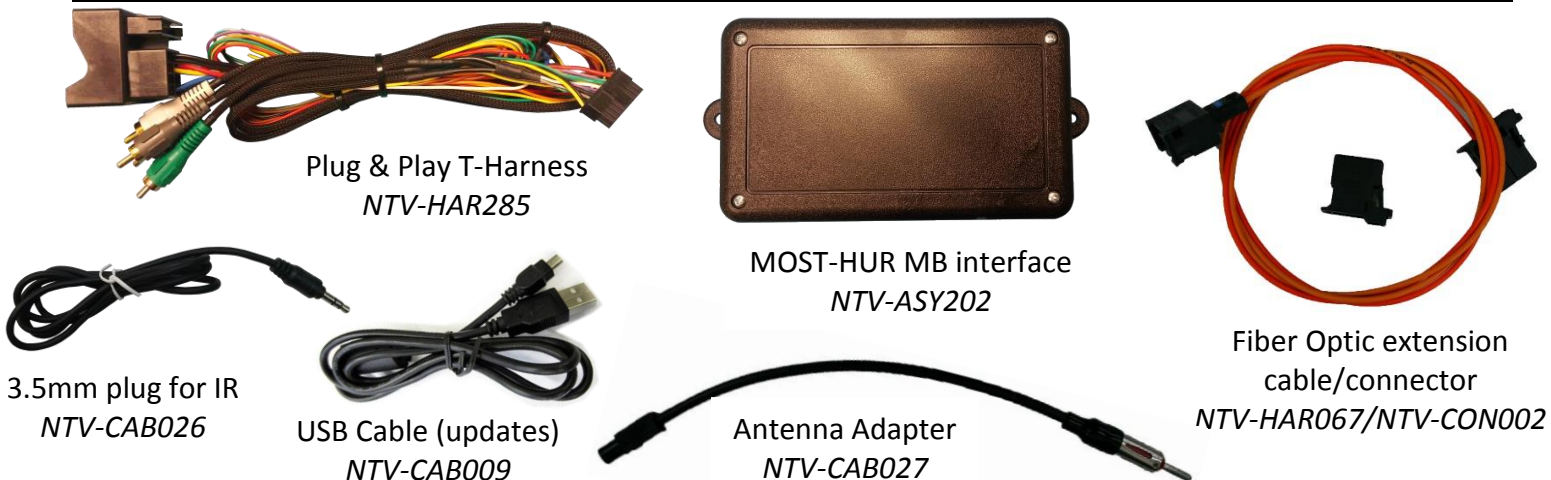 Plug & Play T-Harness
NTV-HAR285
MOST-HUR MB interface
NTV-ASY202
Fiber Optic extension
cable/connector
NTV-HAR067/NTV-CON002
3.5mm plug for IR
NTV-CAB026
USB Cable (updates)
NTV-CAB009
Antenna Adapter
NTV-CAB027